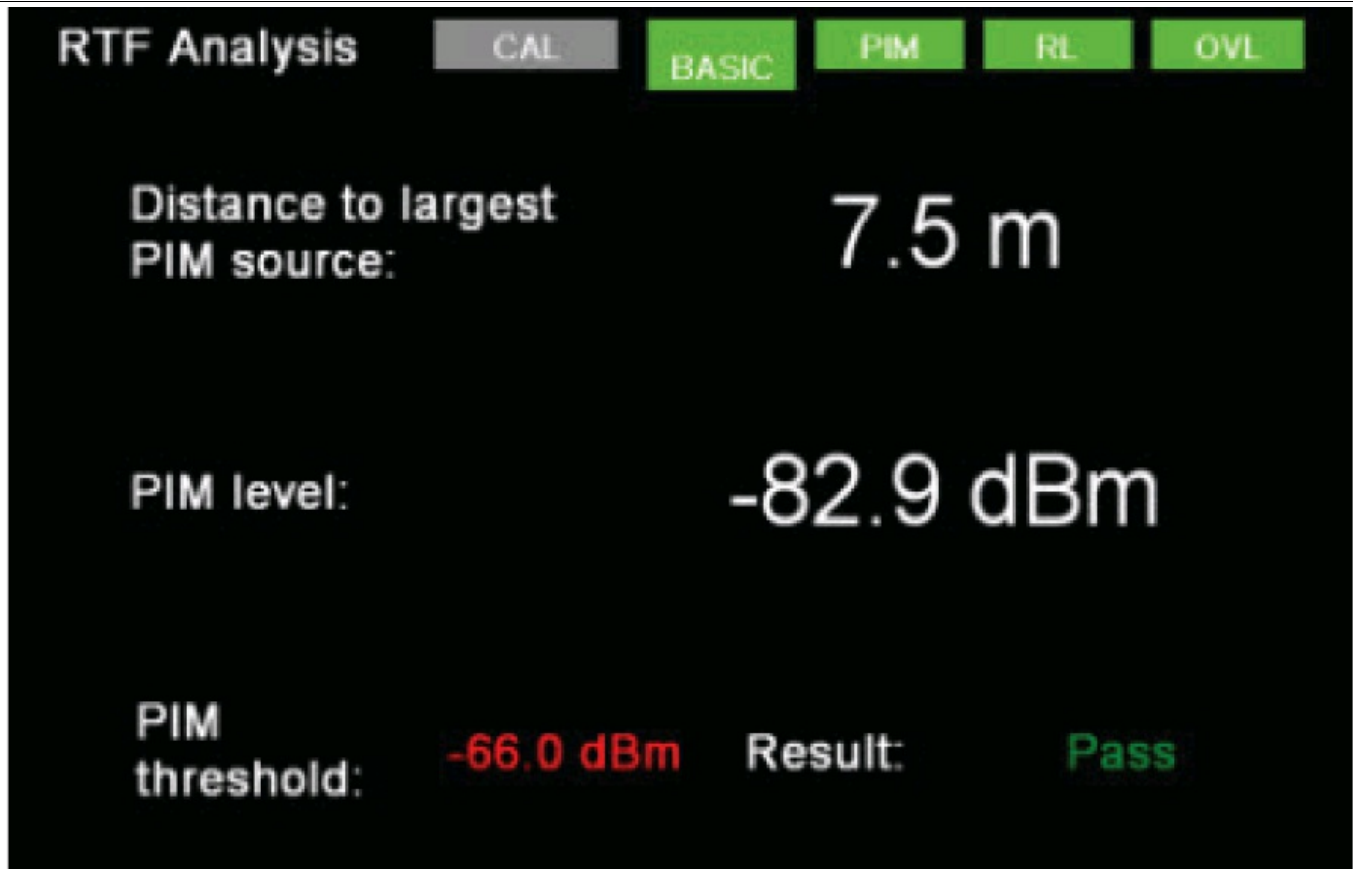 RTF Analysis CAL BASIC PIM RL OVL
Distance to largest
PIM source:
7.5 m
PIM level: -82.9 dBm
PIM
threshold:
-66.0 dBm Result: Pass